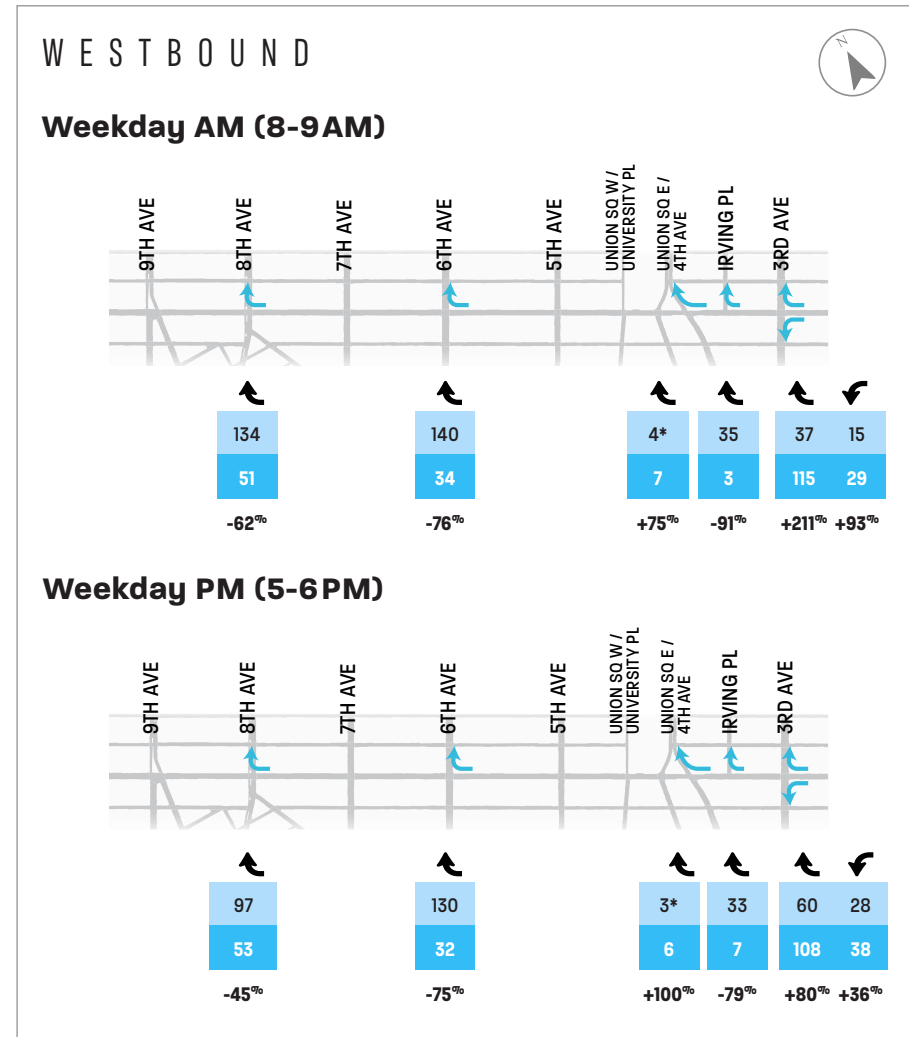 WESTBOUND
N
Weekday AM (8-9AM)
9TH AVE
8TH AVE
7TH AVE
6TH AVE
5TH AVE
UNION SQ W /
UNIVERSITY PL
UNION SQ E /
4TH AVE
IRVING PL
3RD AVE
134 140 4* 35 37 15
51 34 7 3 115 29
-62% -76% +75% -91% +211% +93%
Weekday PM (5-6PM)
9TH AVE
8TH AVE
7TH AVE
6TH AVE
5TH AVE
UNION SQ W /
UNIVERSITY PL
UNION SQ E /
4TH AVE
IRVING PL
3RD AVE
97 130 3* 33 60 28
53 32 6 7 108 38
-45% -75% +100% -79% +80% +36%